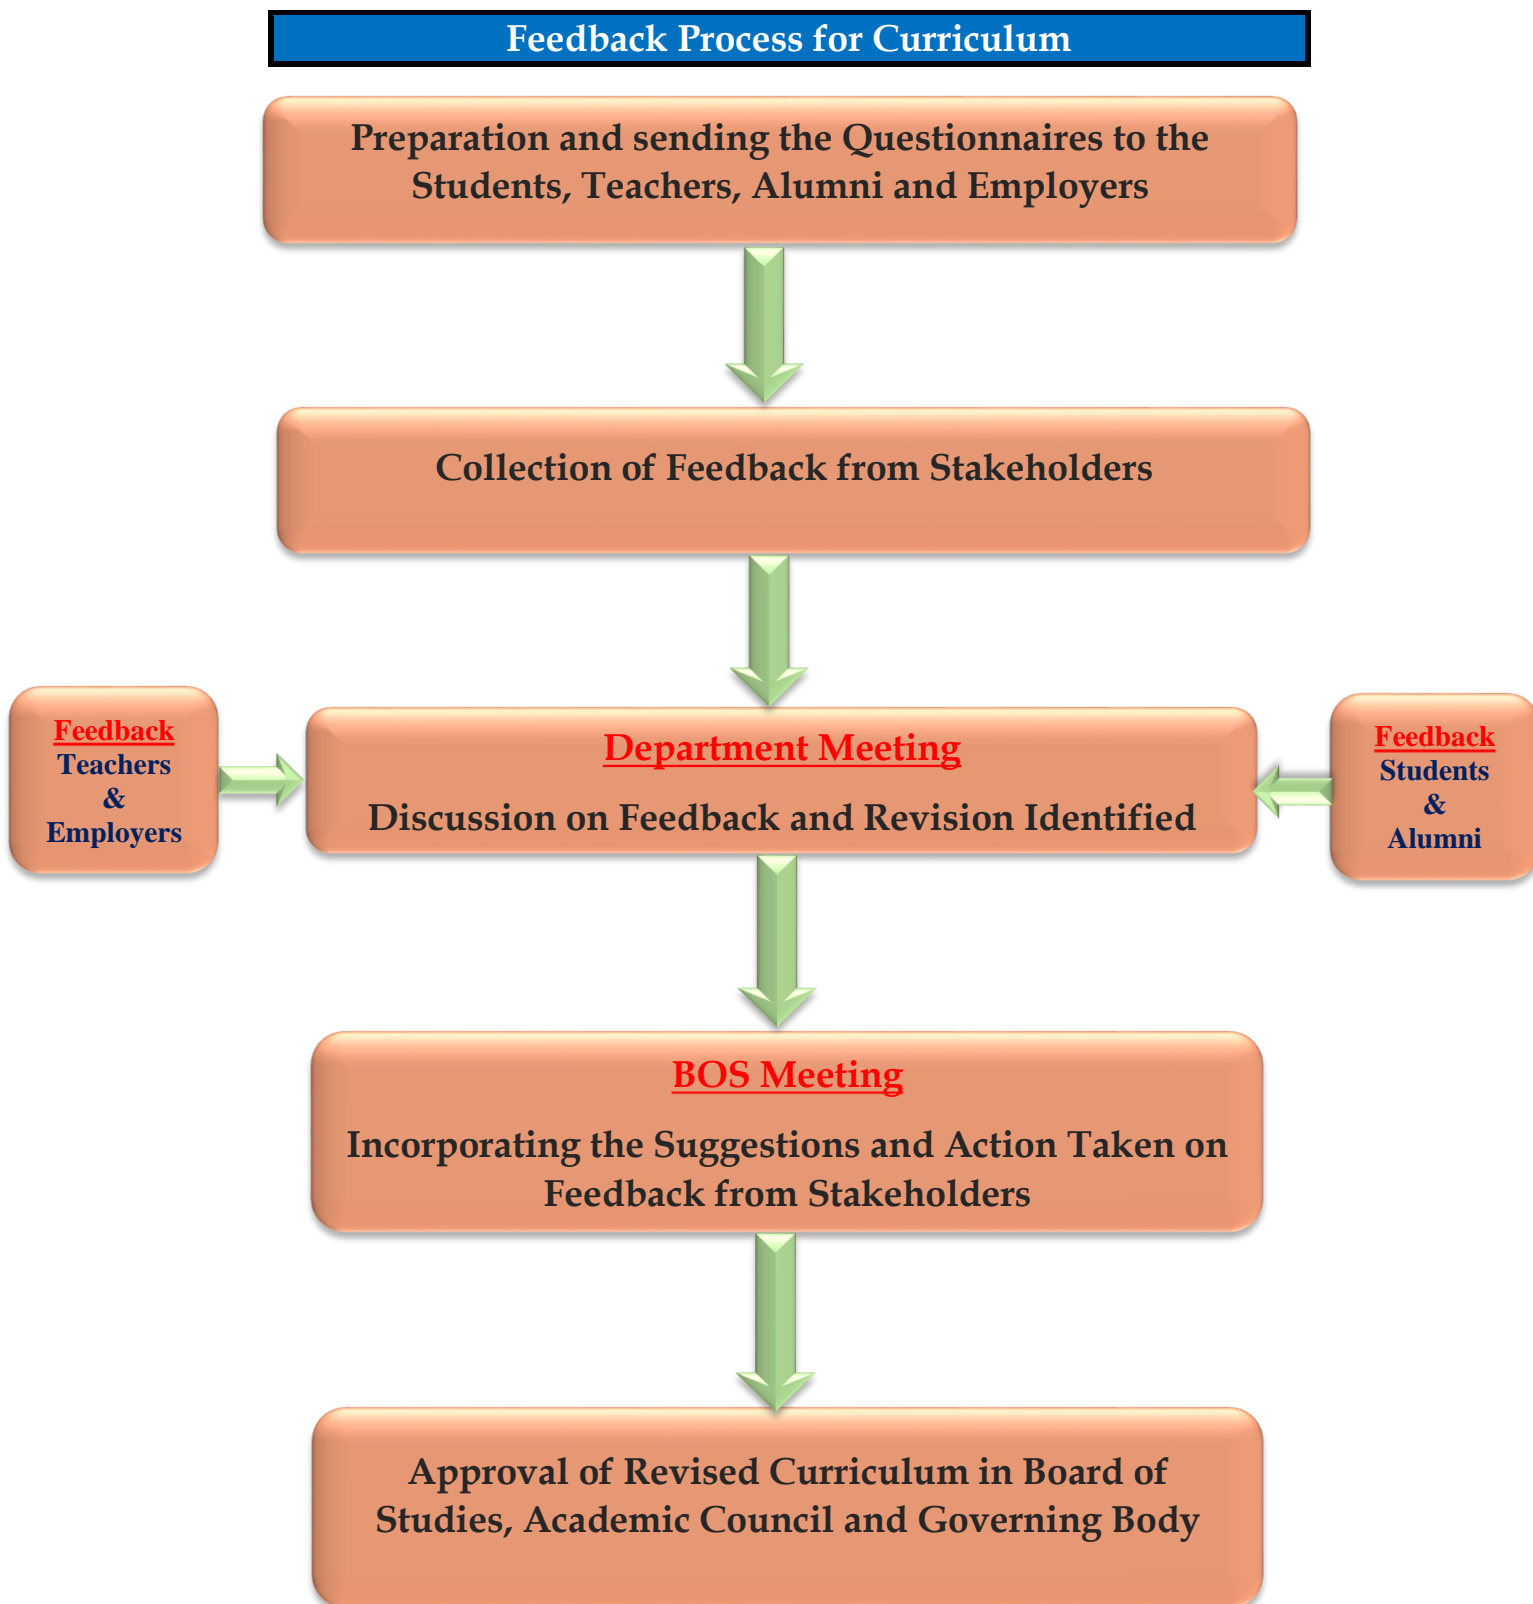 Feedback Process for Curriculum
Preparation and sending the Questionnaires to the
Students, Teachers, Alumni and Employers
Collection of Feedback from Stakeholders
Feedback
Teachers
&
Employers
Department Meeting
Discussion on Feedback and Revision Identified
Feedback
Students
&
Alumni
BOS Meeting
Incorporating the Suggestions and Action Taken on
Feedback from Stakeholders
Approval of Revised Curriculum in Board of
Studies, Academic Council and Governing Body